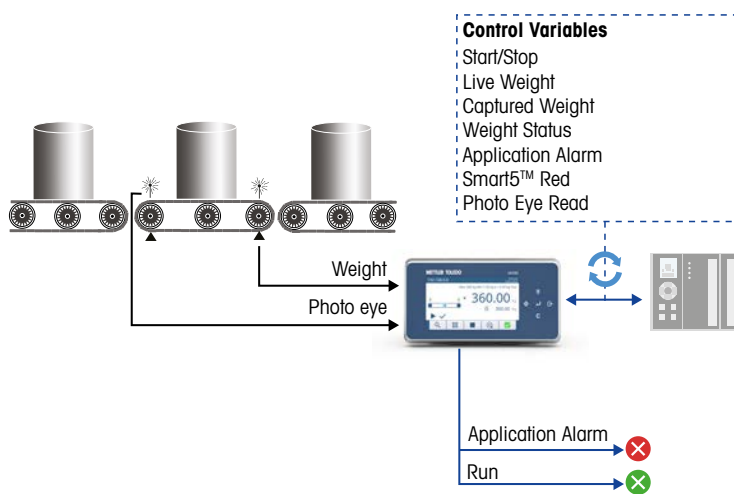 Control Variables
Start/Stop
Live Weight
Captured Weight
Weight Status
Application Alarm
Smart5™ Red
Photo Eye Read
Weight
Photo eye
METTLER TOLEDO
360.00
Application Alarm
Run